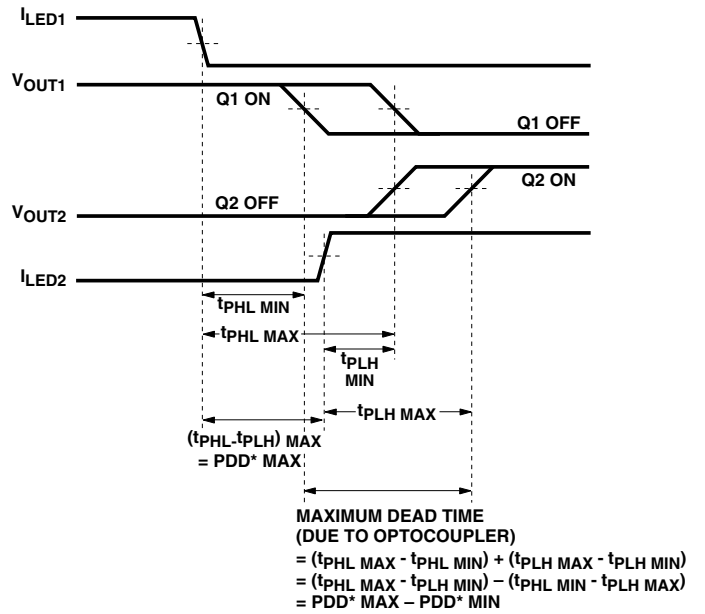 ILED1
VOUT1
Q1 ON
Q1 OFF
Q2 OFF
Q2 ON
VOUT2
ILED2
tPHL MIN
tPHL MAX
tPLH
MIN
tPLH MAX
(tPHL-tPLH) MAX
= PDD* MAX
MAXIMUM DEAD TIME
(DUE TO OPTOCOUPLER)
= (tPHL MAX - tPHL MIN) + (tPLH MAX - tPLH MIN)
= (tPHL MAX - tPLH MIN) – (tPHL MIN - tPLH MAX)
= PDD* MAX – PDD* MIN